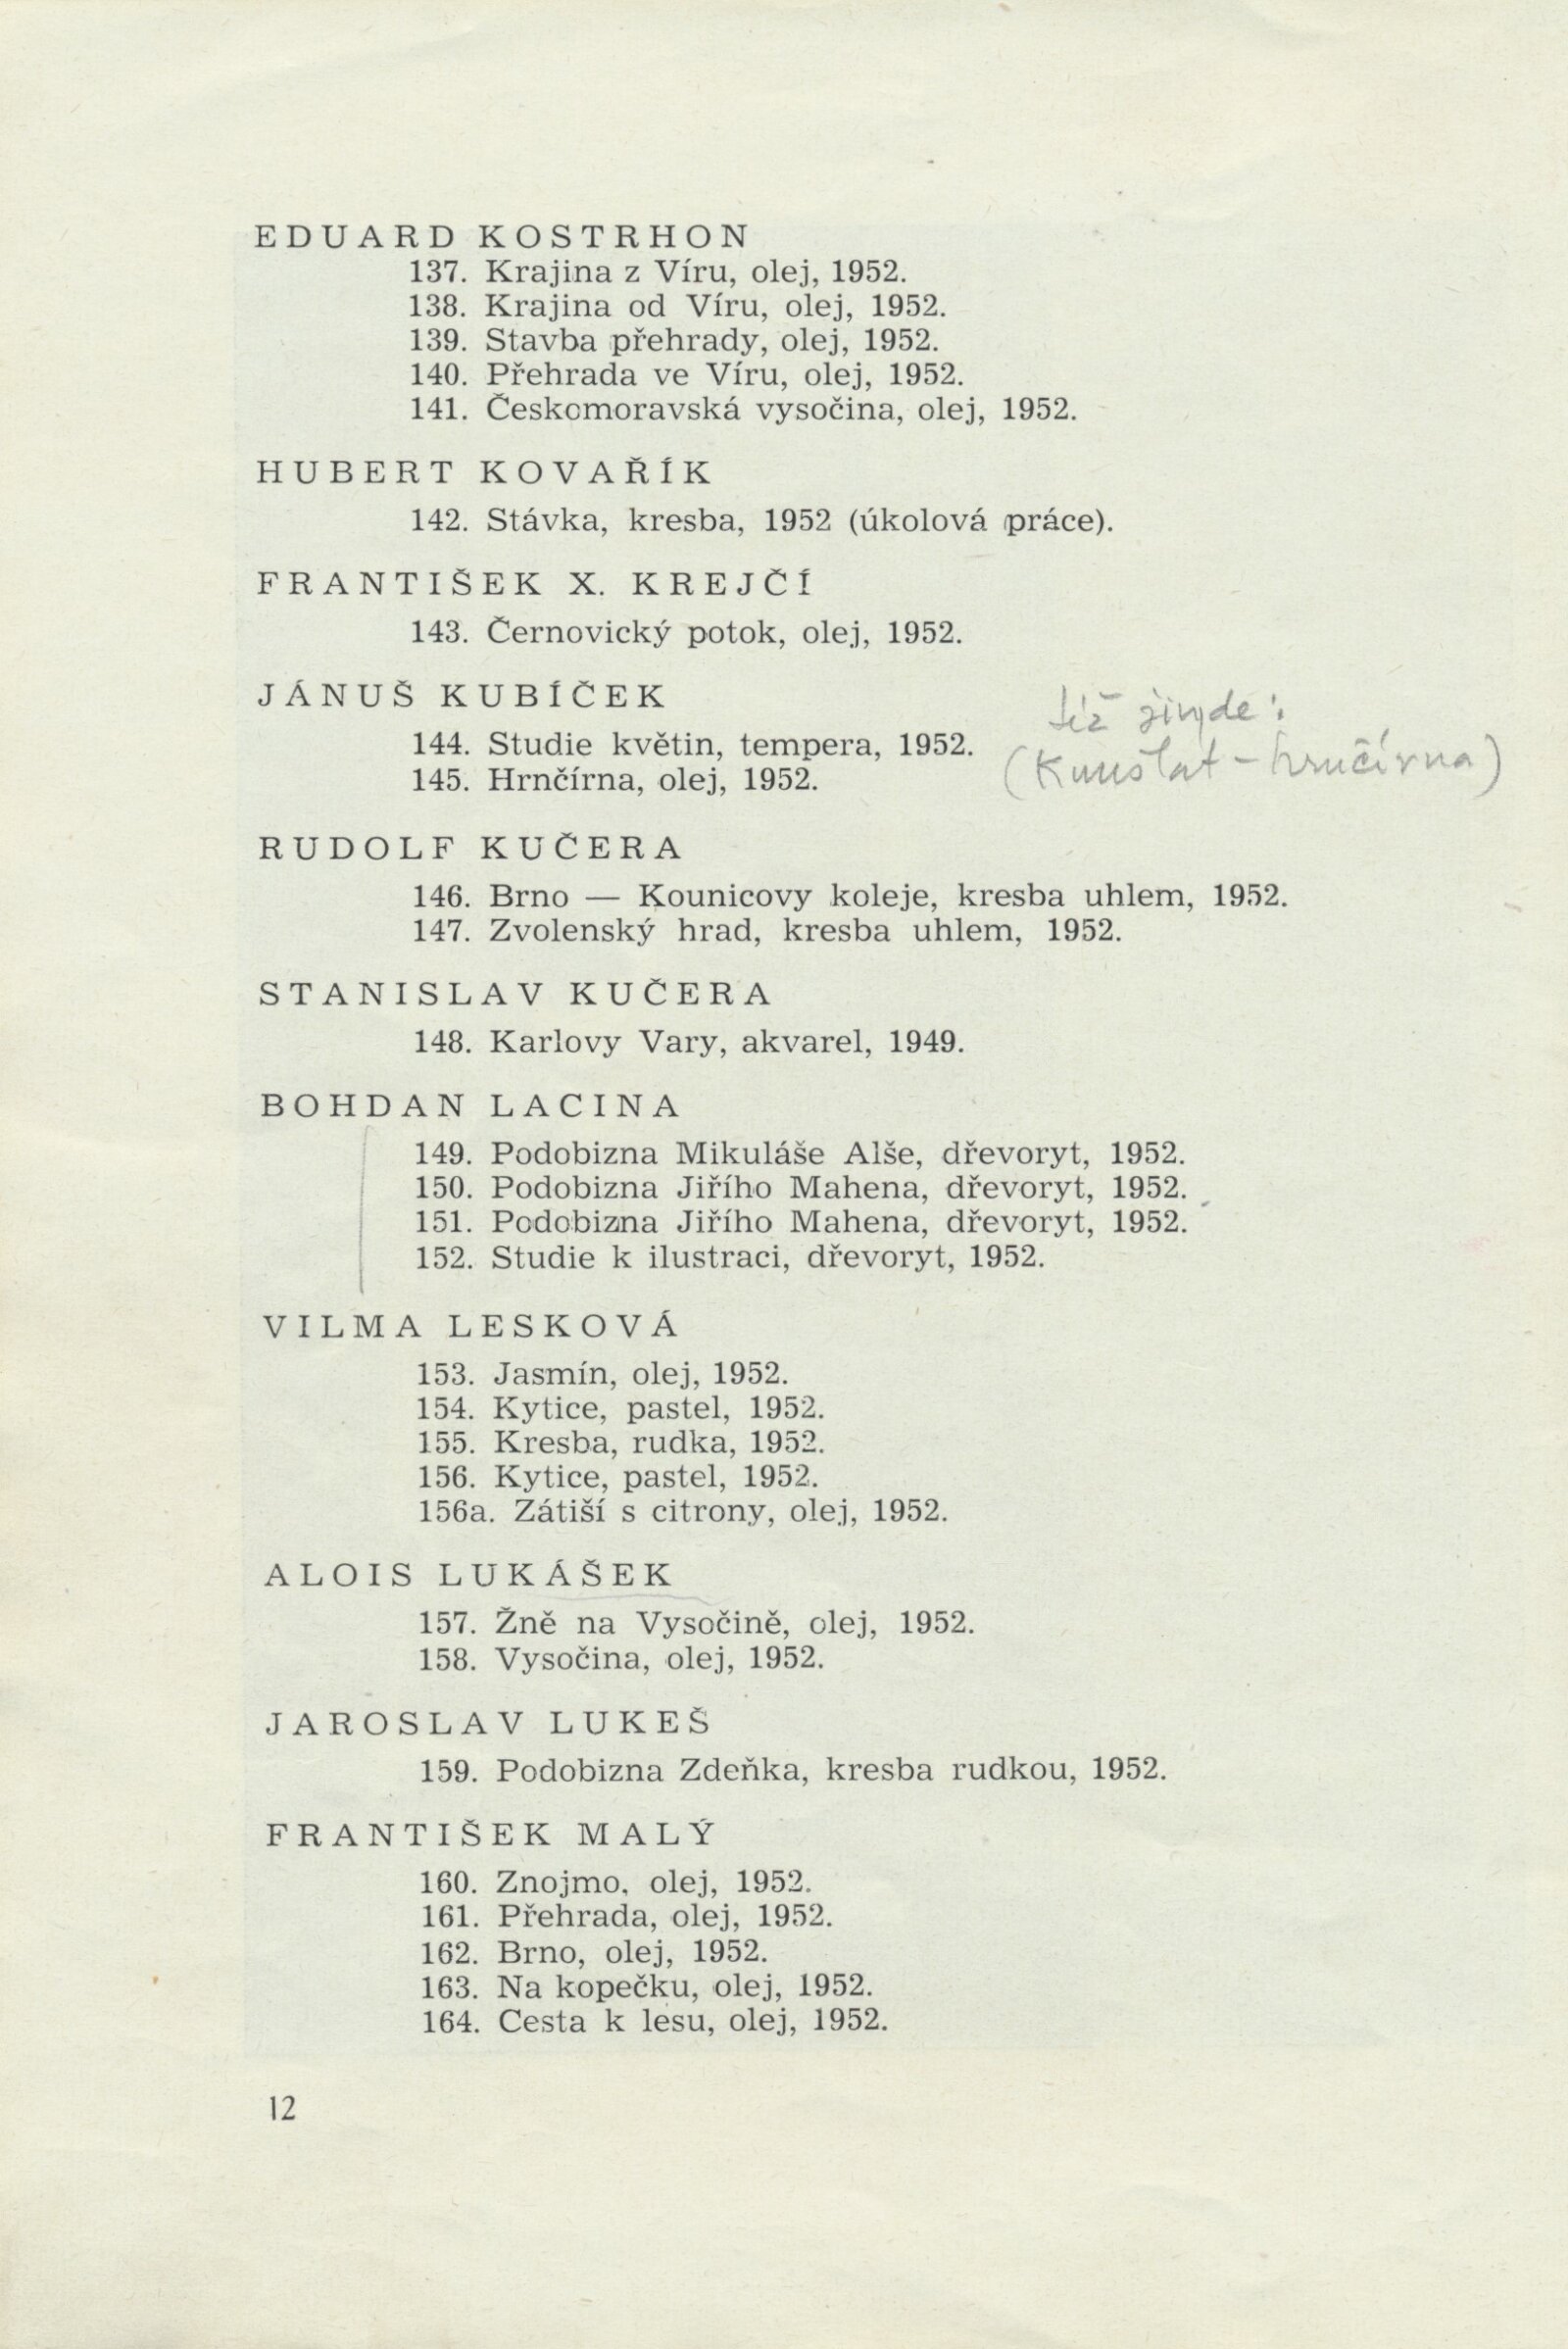 EDUARD KOSTRHON
137. Krajina z Víru, olej, 1952.
138. Krajina od Víru, olej, 1952.
139. Stavba přehrady, olej, 1952.
140. Přehrada ve Víru, olej, 1952.
141. Českomoravská vysočina, olej, 1952.
HUBERT KOVAŘÍK
142. Stávka, kresba, 1952 (úkolová práce).
FRANTIŠEK X. KREJČÍ
143. Černovický potok, olej, 1952.
JÁNUŠ KUBÍČEK
též jinde:
144. Studie květin, tempera, 1952.
(Kunštát - hrnčírna)
145. Hrnčírna, olej, 1952.
RUDOLF KUČERA
146. Brno — Kounicovy koleje, kresba uhlem, 1952.
147. Zvolenský hrad, kresba uhlem, 1952.
STANISLAV KUČERA
148. Karlovy Vary, akvarel, 1949.
BOHDAN LACINA
149. Podobizna Mikuláše Alše, dřevoryt, 1952.
150. Podobizna Jiřího Mahena, dřevoryt, 1952.
151. Podobizna Jiřího Mahena, dřevoryt, 1952.
152. Studie k ilustraci, dřevoryt, 1952.
VILMA LESKOVÁ
153. Jasmín, olej, 1952.
154. Kytice, pastel, 1952.
155. Kresba, rudka, 1952.
156. Kytice, pastel, 1952.
156a. Zátiší s citrony, olej, 1952.
ALOIS LUKÁŠEK
157. Žně na Vysočině, olej, 1952.
158. Vysočina, olej, 1952.
JAROSLAV LUKEŠ
159. Podobizna Zdeňka, kresba rudkou, 1952.
FRANTIŠEK MALÝ
160. Znojmo, olej, 1952.
161. Přehrada, olej, 1952.
162. Brno, olej, 1952.
163. Na kopečku, olej, 1952.
164. Cesta k lesu, olej, 1952.
12